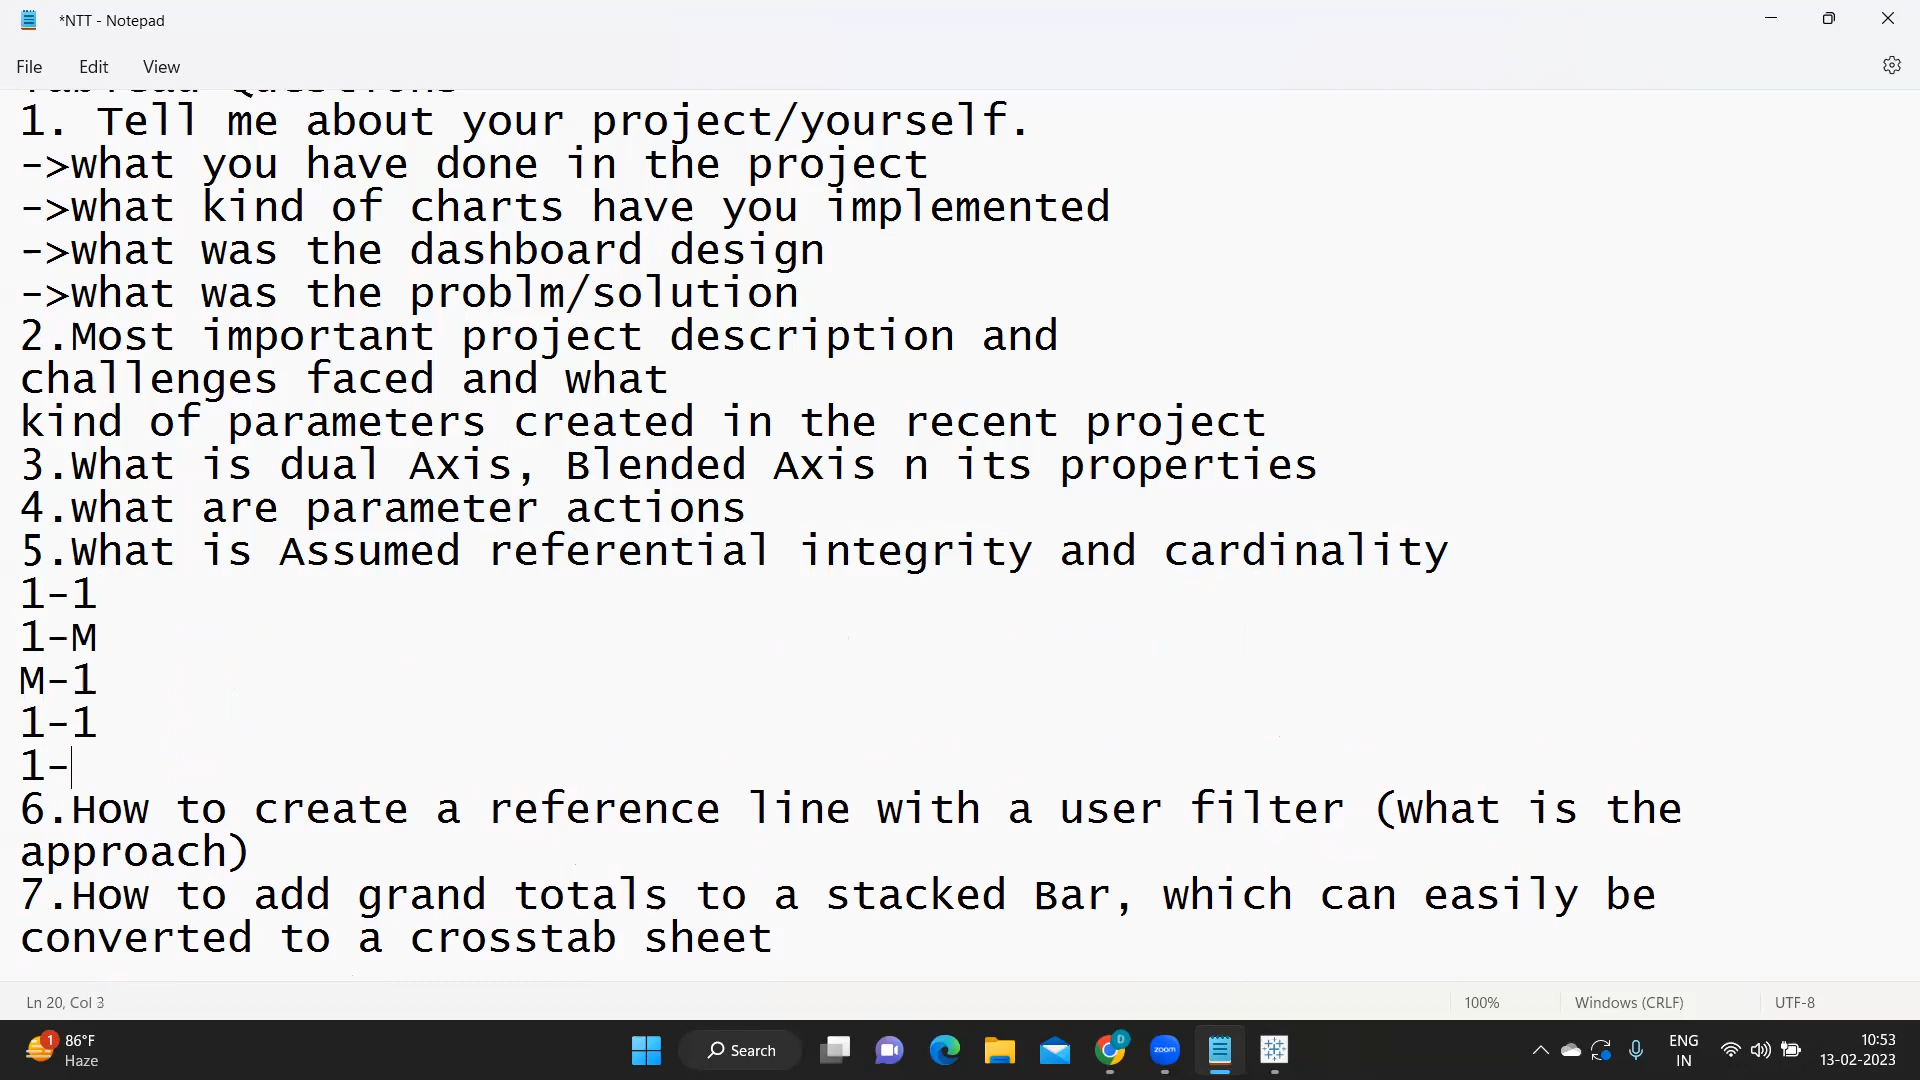 *NTT - Notepad
File Edit View
1. Tell me about your project/yourself.
->what you have done in the project
->what kind of charts have you implemented
->what was the dashboard design
->what was the problm/solution
2.Most important project description and
challenges faced and what
kind of parameters created in the recent project
3.What is dual Axis, Blended Axis n its properties
4.what are parameter actions
5.What is Assumed referential integrity and cardinality
1-1
1-M
M-1
1-1
1-
6.How to create a reference line with a user filter (what is the
approach)
7.How to add grand totals to a stacked Bar, which can easily be
converted to a crosstab sheet
Ln 20, Col 3 100% Windows (CRLF) UTF-8
1 86°F
Haze
Search
D
zoom
ENG
IN
10:53
13-02-2023